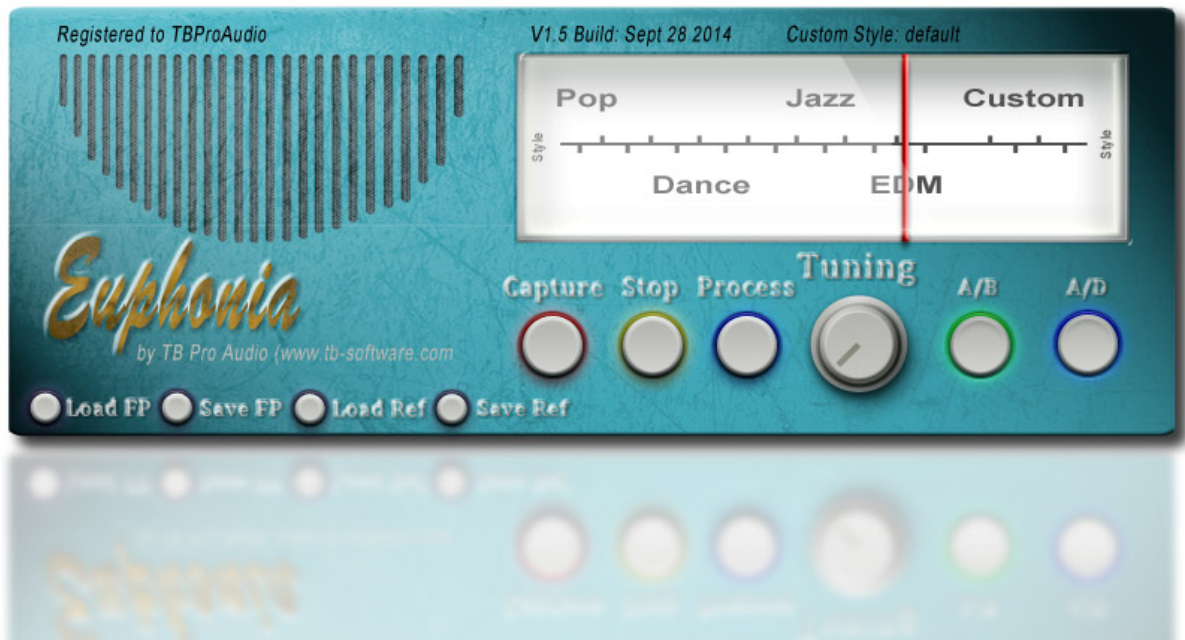 Registered to TBProAudio
V1.5 Build: Sept 28 2014 Custom Style: default
Pop Jazz Custom
Style Style
Dance EDM
Euphonia
by TB Pro Audio (www.tb-software.com
Tuning
Capture Stop Process A/B A/D
Load FP Save FP Load Ref Save Ref